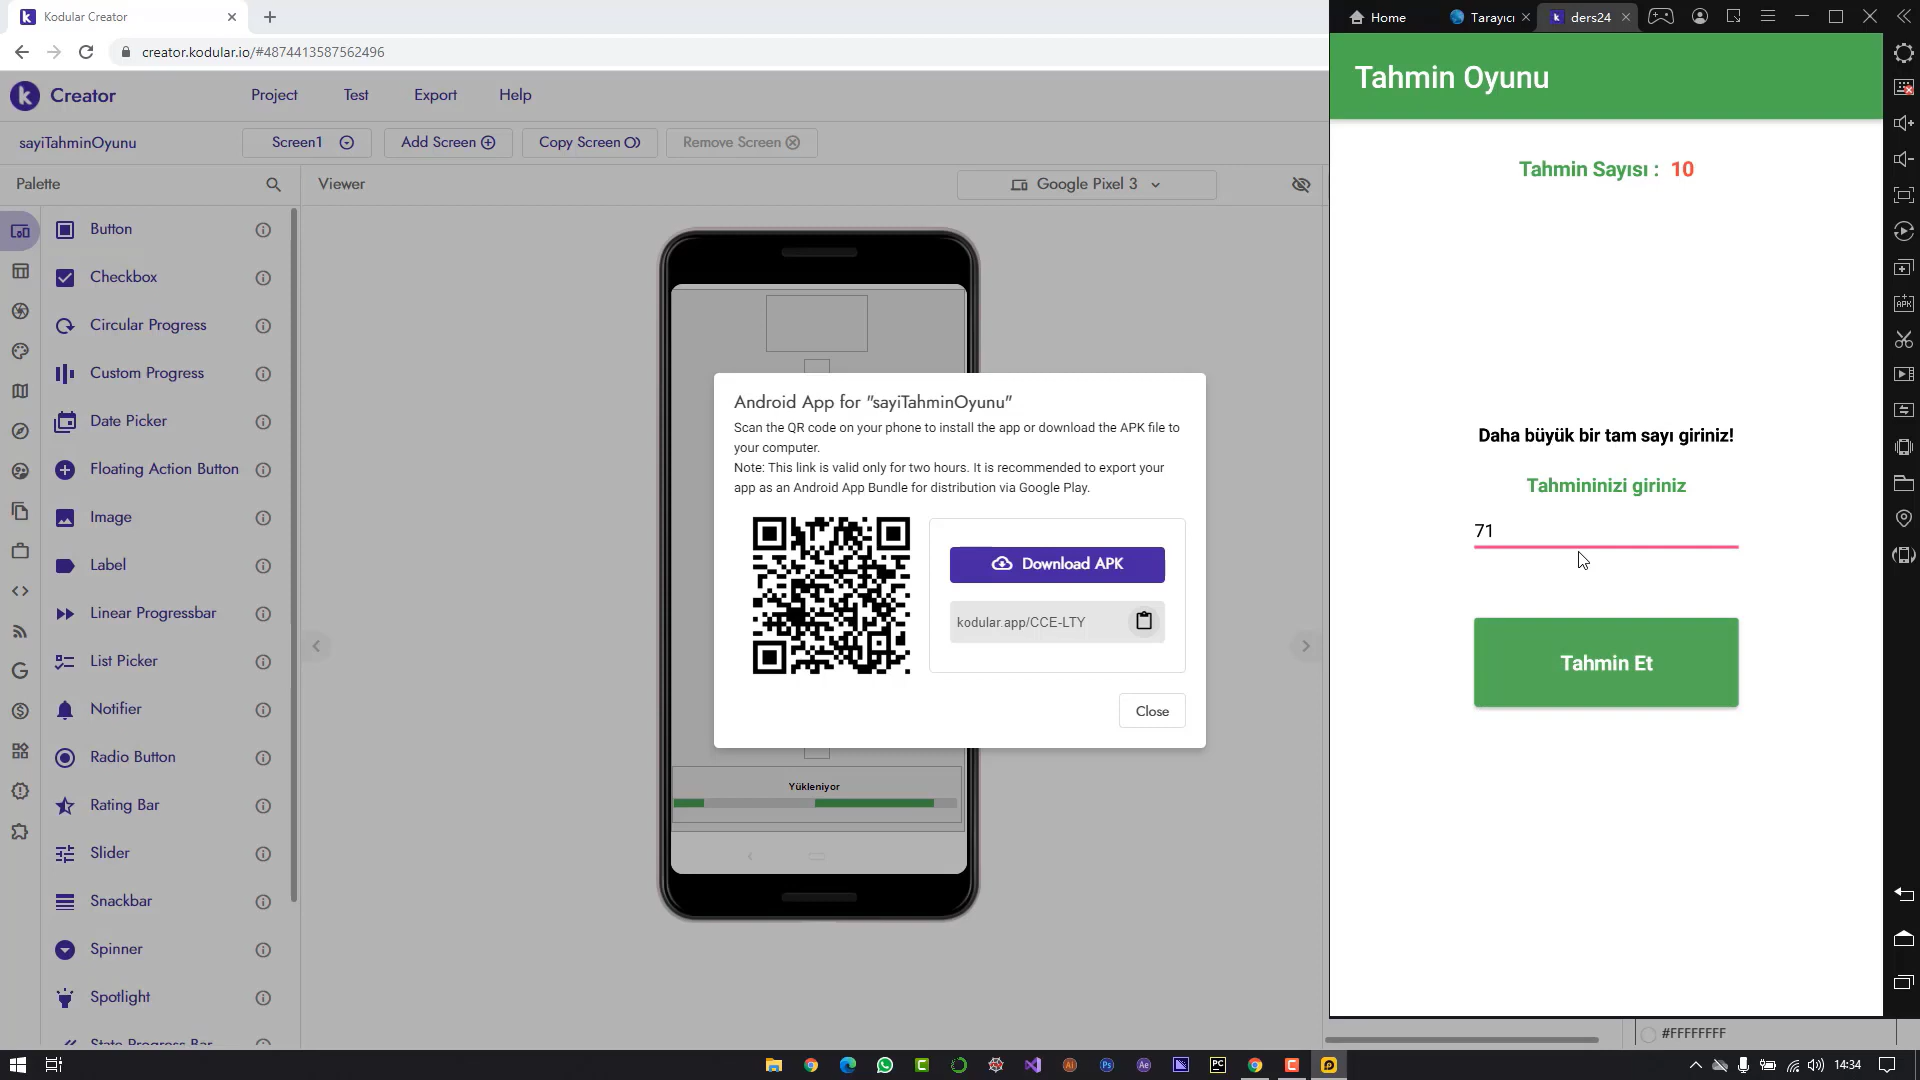 Kodular Creator
creator.kodular.io/#4874413587562496
Creator
Project
Test
Export
Help
sayiTahminOyunu
Screen1
Add Screen
Copy Screen
Remove Screen
Palette
Viewer
Google Pixel 3
Button
Checkbox
Circular Progress
Custom Progress
Date Picker
Floating Action Button
Image
Label
Linear Progressbar
List Picker
Notifier
Radio Button
Rating Bar
Slider
Snackbar
Spinner
Spotlight
State Progress Bar
Android App for "sayiTahminOyunu"
Scan the QR code on your phone to install the app or download the APK file to
your computer.
Note: This link is valid only for two hours. It is recommended to export your
app as an Android App Bundle for distribution via Google Play.
Download APK
kodular.app/CCE-LTY
Close
Yükleniyor
Home
Tarayıcı
ders24
Tahmin Oyunu
Tahmin Sayısı : 10
Daha büyük bir tam sayı giriniz!
Tahmininizi giriniz
71
Tahmin Et
APK
#FFFFFFFF
14:34